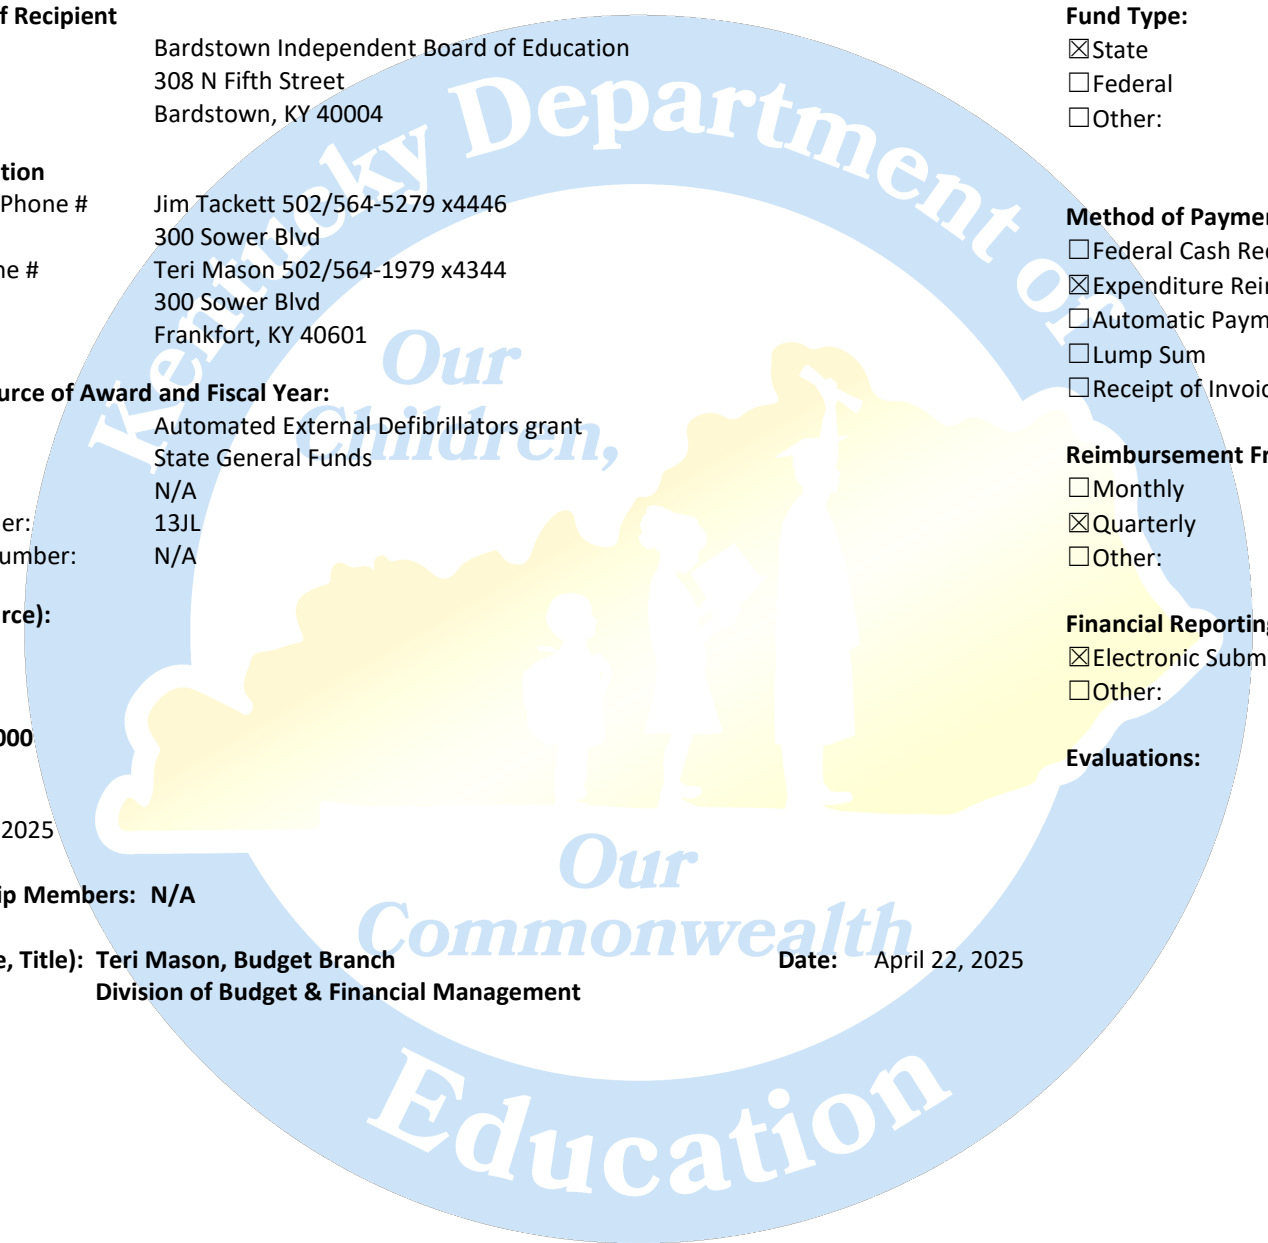 f Recipient
Bardstown Independent Board of Education
308 N Fifth Street
Bardstown, KY 40004
tion
Phone # Jim Tackett 502/564-5279 x4446
300 Sower Blvd
ne # Teri Mason 502/564-1979 x4344
300 Sower Blvd
Frankfort, KY 40601
urce of Award and Fiscal Year:
Automated External Defibrillators grant
State General Funds
N/A
er: 13JL
umber: N/A
rce):
000
2025
ip Members: N/A
e, Title): Teri Mason, Budget Branch
Division of Budget & Financial Management
Date: April 22, 2025
Fund Type:
☒State
☐Federal
☐Other:
Method of Paymen
☐Federal Cash Rec
☒Expenditure Reim
☐Automatic Paym
☐Lump Sum
☐Receipt of Invoic
Reimbursement Fr
☐Monthly
☒Quarterly
☐Other:
Financial Reporting
☒Electronic Subm
☐Other:
Evaluations:
Kentucky Department of
Education
Our
Children,
Our
Commonwealth